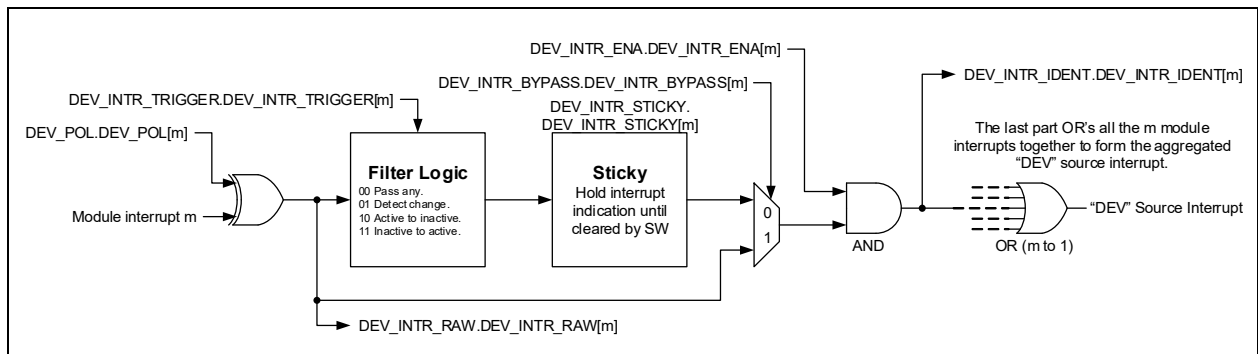 DEV_INTR_ENA.DEV_INTR_ENA[m]
DEV_INTR_IDENT.DEV_INTR_IDENT[m]
DEV_INTR_BYPASS.DEV_INTR_BYPASS[m]
DEV_INTR_TRIGGER.DEV_INTR_TRIGGER[m]
DEV_INTR_STICKY.
DEV_INTR_STICKY[m]
DEV_POL.DEV_POL[m]
The last part OR's all the m module
interrupts together to form the aggregated
“DEV” source interrupt.
Filter Logic
00 Pass any.
01 Detect change.
10 Active to inactive.
11 Inactive to active.
Sticky
Hold interrupt
indication until
cleared by SW
Module interrupt m
0
1
AND
“DEV” Source Interrupt
OR (m to 1)
DEV_INTR_RAW.DEV_INTR_RAW[m]